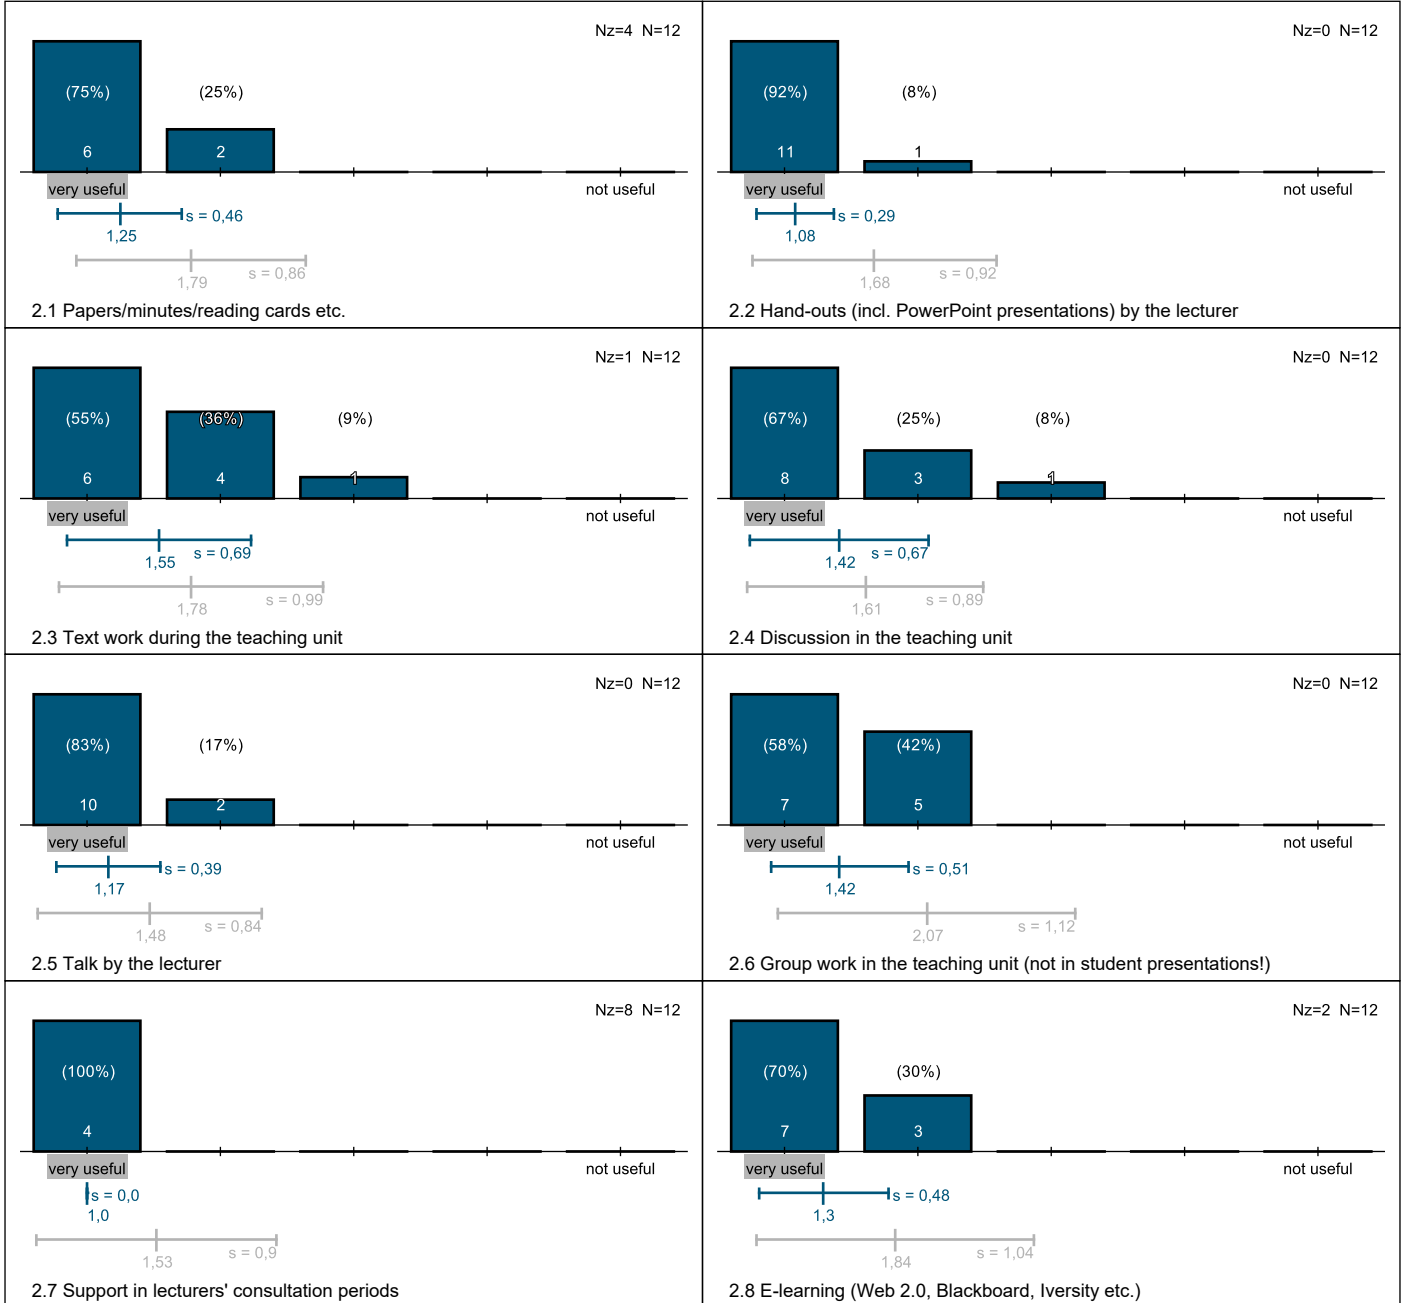 Nz=4 N=12
(75%) (25%)
6 2
very useful not useful
s = 0,46
1,25
s = 0,86
1,79
2.1 Papers/minutes/reading cards etc.
Nz=0 N=12
(92%) (8%)
11 1
very useful not useful
s = 0,29
1,08
s = 0,92
1,68
2.2 Hand-outs (incl. PowerPoint presentations) by the lecturer
Nz=1 N=12
(55%) (36%) (9%)
6 4 1
very useful not useful
s = 0,69
1,55
s = 0,99
1,78
2.3 Text work during the teaching unit
Nz=0 N=12
(67%) (25%) (8%)
8 3 1
very useful not useful
s = 0,67
1,42
s = 0,89
1,61
2.4 Discussion in the teaching unit
Nz=0 N=12
(83%) (17%)
10 2
very useful not useful
s = 0,39
1,17
s = 0,84
1,48
2.5 Talk by the lecturer
Nz=0 N=12
(58%) (42%)
7 5
very useful not useful
s = 0,51
1,42
s = 1,12
2,07
2.6 Group work in the teaching unit (not in student presentations!)
Nz=8 N=12
(100%)
4
very useful not useful
s = 0,0
1,0
s = 0,9
1,53
2.7 Support in lecturers' consultation periods
Nz=2 N=12
(70%) (30%)
7 3
very useful not useful
s = 0,48
1,3
s = 1,04
1,84
2.8 E-learning (Web 2.0, Blackboard, Iversity etc.)